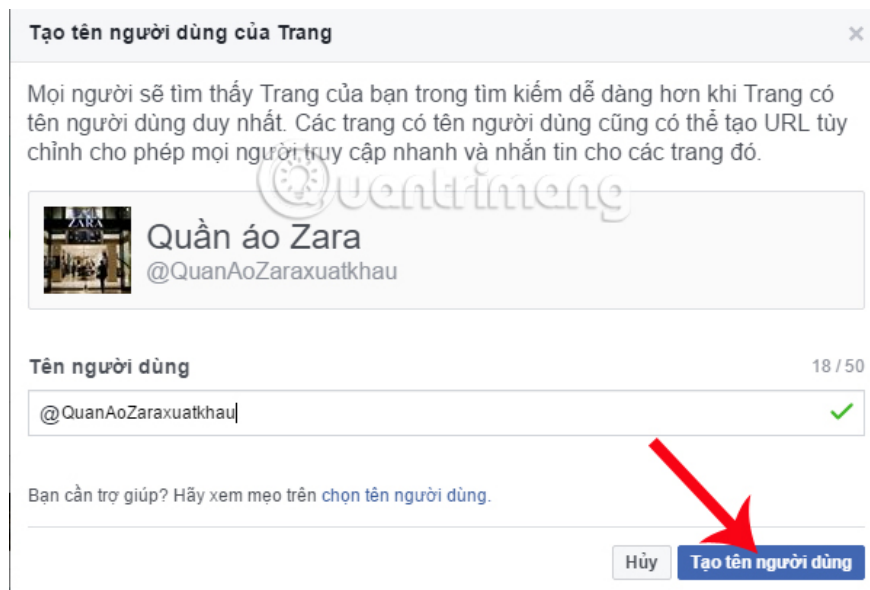 Tạo tên người dùng của Trang
Mọi người sẽ tìm thấy Trang của bạn trong tìm kiếm dễ dàng hơn khi Trang có
tên người dùng duy nhất. Các trang có tên người dùng cũng có thể tạo URL tùy
chỉnh cho phép mọi người truy cập nhanh và nhắn tin cho các trang đó.
Quantrimang
ZARA
Quần áo Zara
@QuanAoZaraxuatkhau
Tên người dùng 18 / 50
@QuanAoZaraxuatkhau
Bạn cần trợ giúp? Hãy xem mẹo trên chọn tên người dùng.
Hủy Tạo tên người dùng